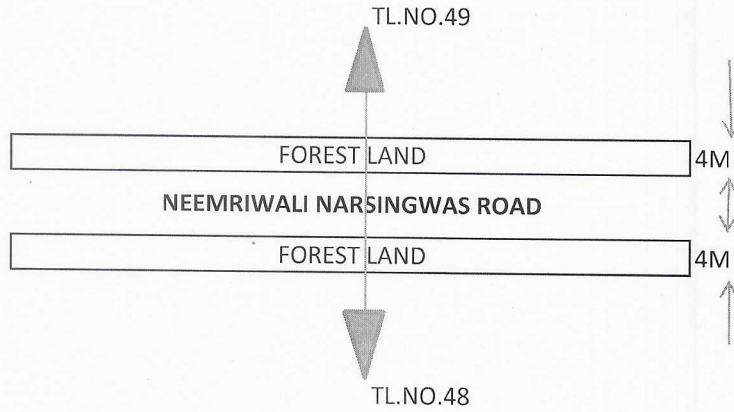 TL.NO.49
FOREST LAND
4M
NEEMRIWALI NARSINGWAS ROAD
FOREST LAND
4M
TL.NO.48